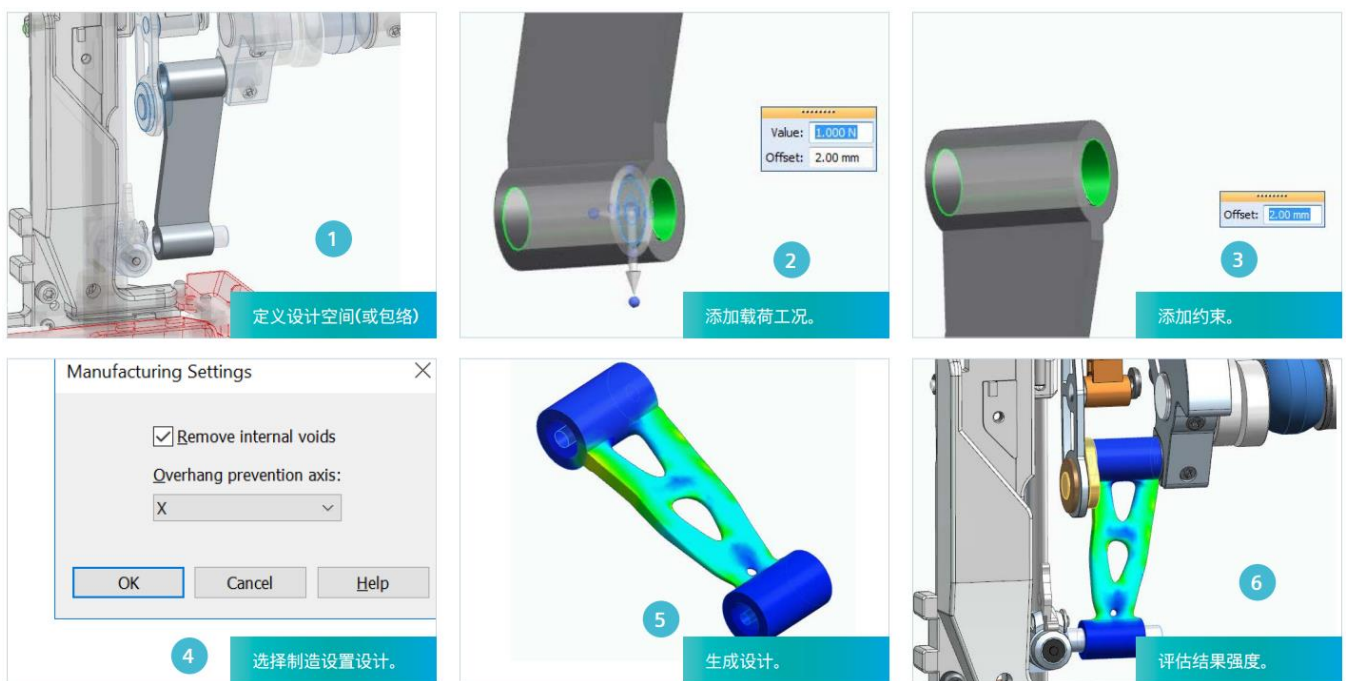 1
定义设计空间(或包络)
Value: 1.000 N
Offset: 2.00 mm
2
添加载荷工况。
Offset: 2.00 mm
3
添加约束。
Manufacturing Settings
Remove internal voids
Overhang prevention axis:
X
OK Cancel Help
4
选择制造设置设计。
5
生成设计。
6
评估结果强度。